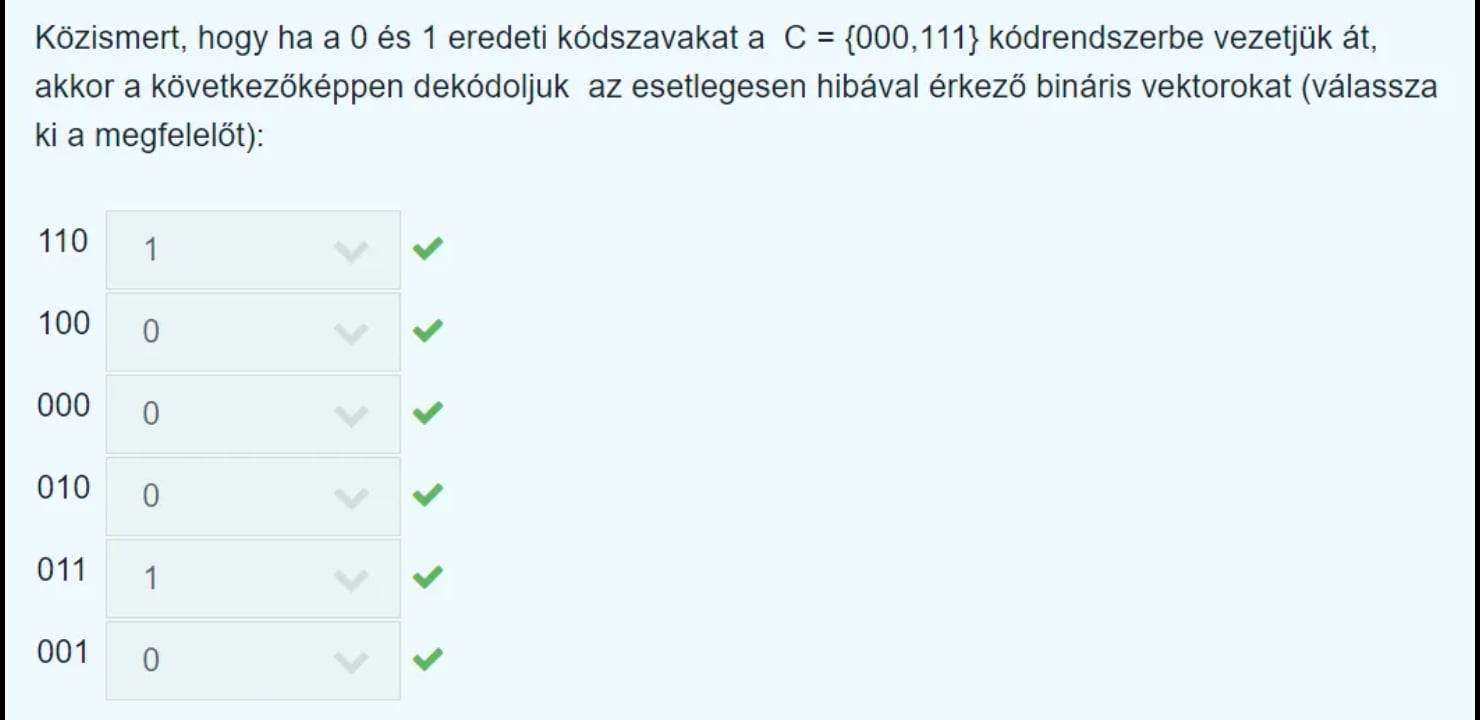 Közismert, hogy ha a 0 és 1 eredeti kódszavakat a C = {000,111} kódrendszerbe vezetjük át,
akkor a következőképpen dekódoljuk az esetlegesen hibával érkező bináris vektorokat (válassza
ki a megfelelőt):
110 1
100 0
000 0
010 0
011 1
001 0